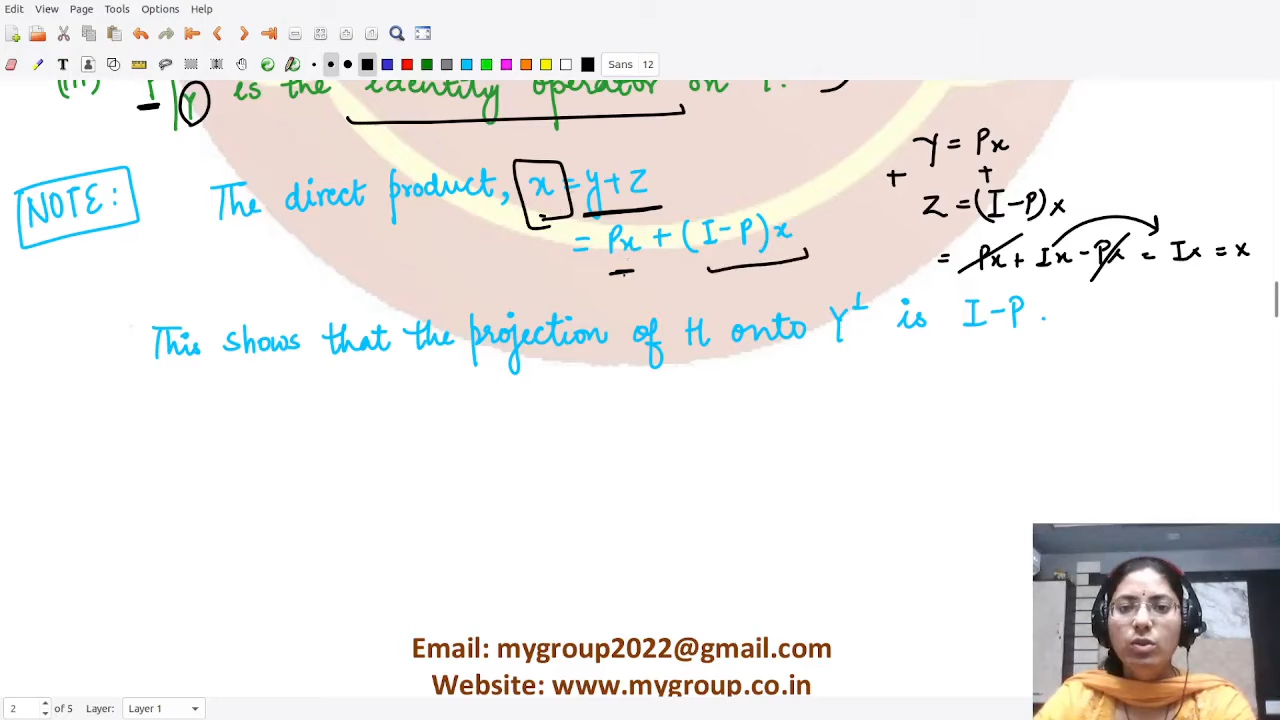 Edit View Page Tools Options Help
Sans 12
(iii) P|Y is the identity operator on Y.
NOTE: The direct product, x = y + z
= Px + (I-P)x
y = Px
+ +
z = (I-P)x
= Px + Ix - Px = Ix = x
This shows that the projection of H onto Y⊥ is I-P.
Email: mygroup2022@gmail.com
Website: www.mygroup.co.in
2 of 5 Layer: Layer 1